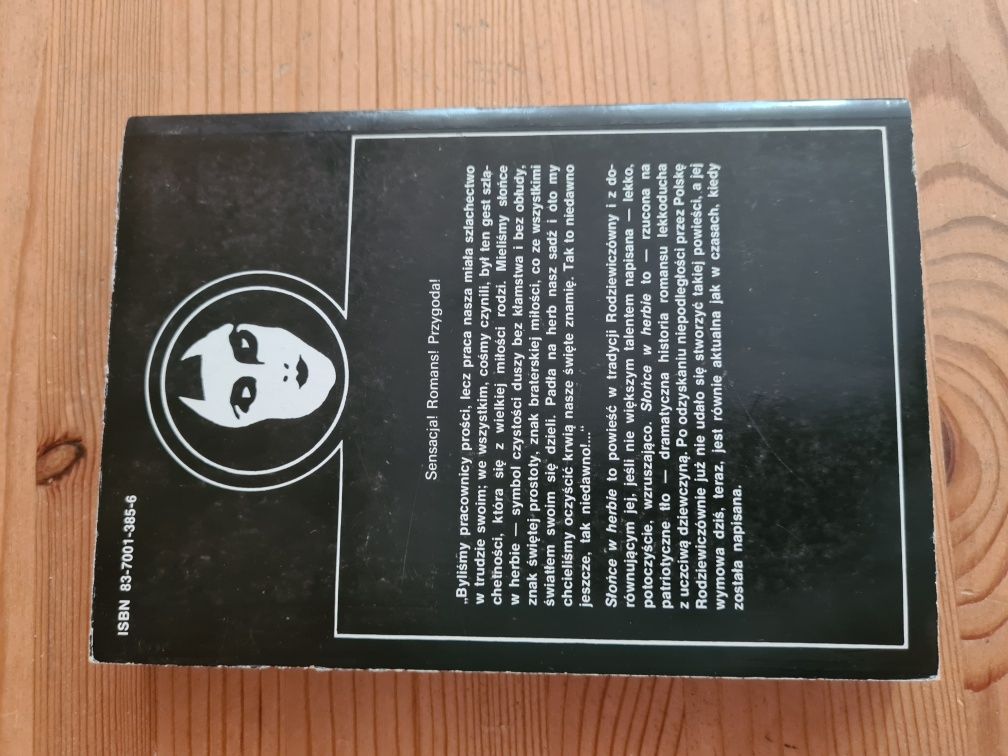 ISBN 83-7001-385-6
Sensacja! Romans! Przygoda!
„Byliśmy pracownicy prości, lecz praca nasza miała szlachectwo
w trudzie swoim; we wszystkim, cośmy czynili, był ten gest szla-
chetności, która się z wielkiej miłości rodzi. Mieliśmy słońce
w herbie — symbol czystości duszy bez kłamstwa i bez obłudy,
znak świętej prostoty, znak braterskiej miłości, co ze wszystkimi
światłem swoim się dzieli. Padła na herb nasz sadź i oto my
chcieliśmy oczyścić krwią nasze święte znamię. Tak to niedawno
jeszcze, tak niedawno!...“
Słońce w herbie to powieść w tradycji Rodziewiczówny i z do-
równującym jej, jeśli nie większym talentem napisana — lekko,
potoczyście, wzruszająco. Słońce w herbie to — rzucona na
patriotyczne tło — dramatyczna historia romansu lekkoducha
z uczciwą dziewczyną. Po odzyskaniu niepodległości przez Polskę
Rodziewiczównie już nie udało się stworzyć takiej powieści, a jej
wymowa dziś, teraz, jest równie aktualna jak w czasach, kiedy
została napisana.